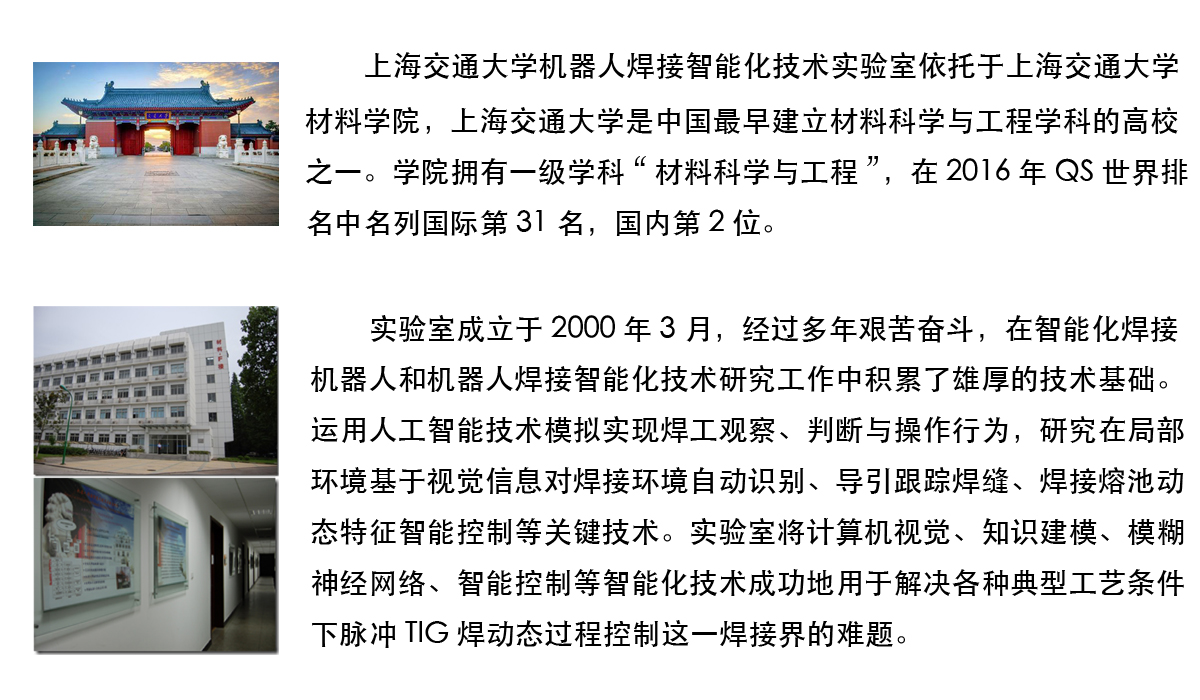 上海交通大学机器人焊接智能化技术实验室依托于上海交通大学
材料学院，上海交通大学是中国最早建立材料科学与工程学科的高校
之一。学院拥有一级学科“材料科学与工程”，在 2016 年 QS 世界排
名中名列国际第 31 名，国内第 2 位。
实验室成立于 2000 年 3 月，经过多年艰苦奋斗，在智能化焊接
机器人和机器人焊接智能化技术研究工作中积累了雄厚的技术基础。
运用人工智能技术模拟实现焊工观察、判断与操作行为，研究在局部
环境基于视觉信息对焊接环境自动识别、导引跟踪焊缝、焊接熔池动
态特征智能控制等关键技术。实验室将计算机视觉、知识建模、模糊
神经网络、智能控制等智能化技术成功地用于解决各种典型工艺条件
下脉冲 TIG 焊动态过程控制这一焊接界的难题。